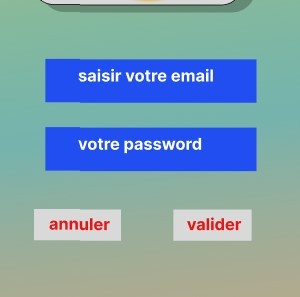 saisir votre email
votre password
annuler
valider